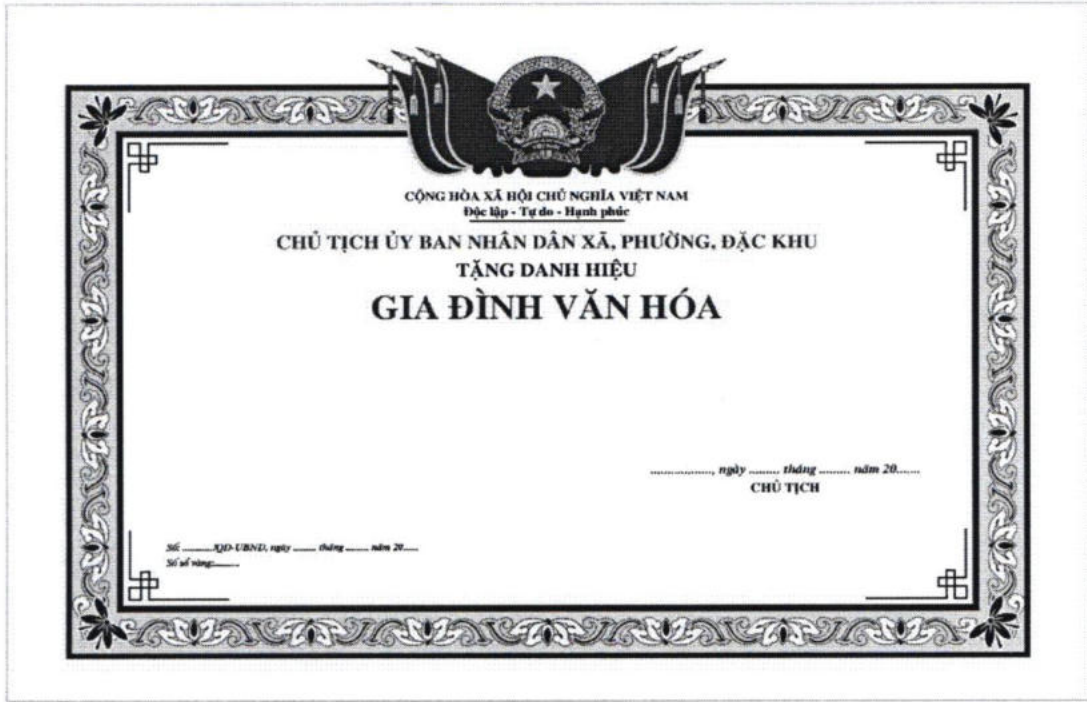 CỘNG HÒA XÃ HỘI CHỦ NGHĨA VIỆT NAM
Độc lập - Tự do - Hạnh phúc
CHỦ TỊCH ỦY BAN NHÂN DÂN XÃ, PHƯỜNG, ĐẶC KHU
TẶNG DANH HIỆU
GIA ĐÌNH VĂN HÓA
................, ngày ......... tháng ......... năm 20.......
CHỦ TỊCH
Số: ........../QĐ-UBND, ngày ........ tháng ........ năm 20.....
Số sổ vàng:.........